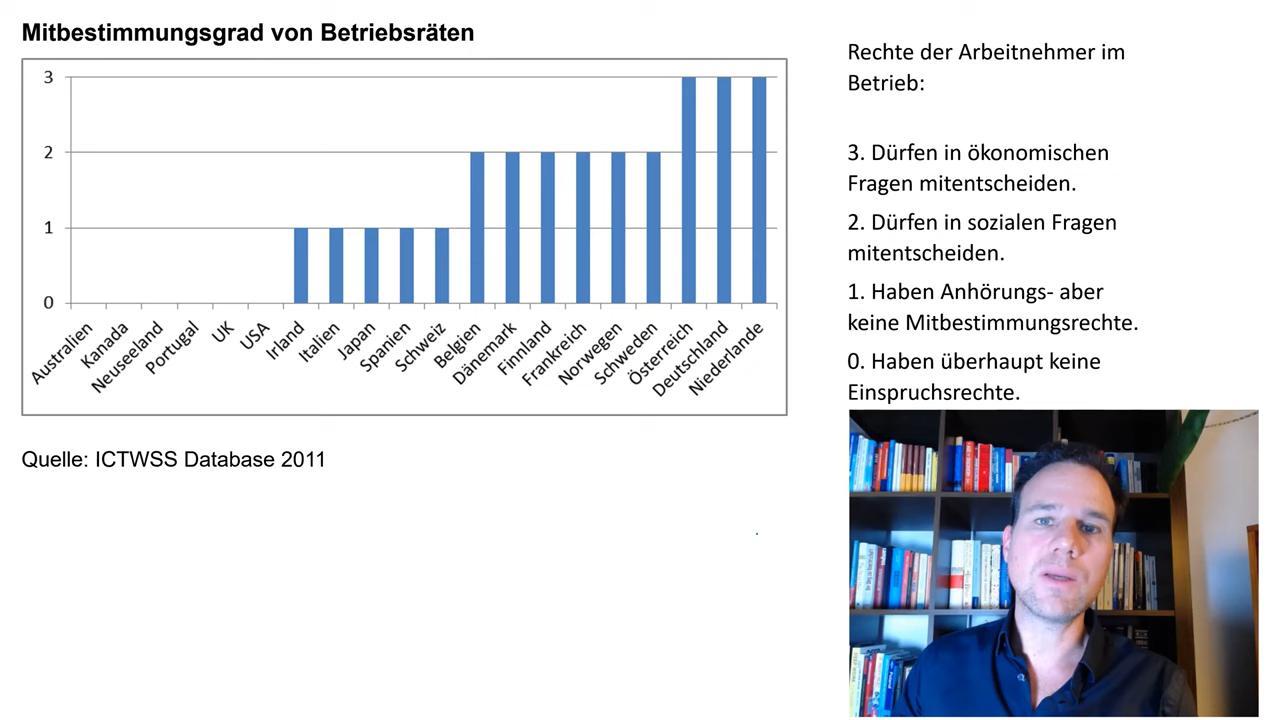 Mitbestimmungsgrad von Betriebsräten
3
2
1
0
Australien
Kanada
Neuseeland
Portugal
UK
USA
Irland
Italien
Japan
Spanien
Schweiz
Belgien
Dänemark
Finnland
Frankreich
Norwegen
Schweden
Österreich
Deutschland
Niederlande
Quelle: ICTWSS Database 2011
Rechte der Arbeitnehmer im
Betrieb:
3. Dürfen in ökonomischen
Fragen mitentscheiden.
2. Dürfen in sozialen Fragen
mitentscheiden.
1. Haben Anhörungs- aber
keine Mitbestimmungsrechte.
0. Haben überhaupt keine
Einspruchsrechte.